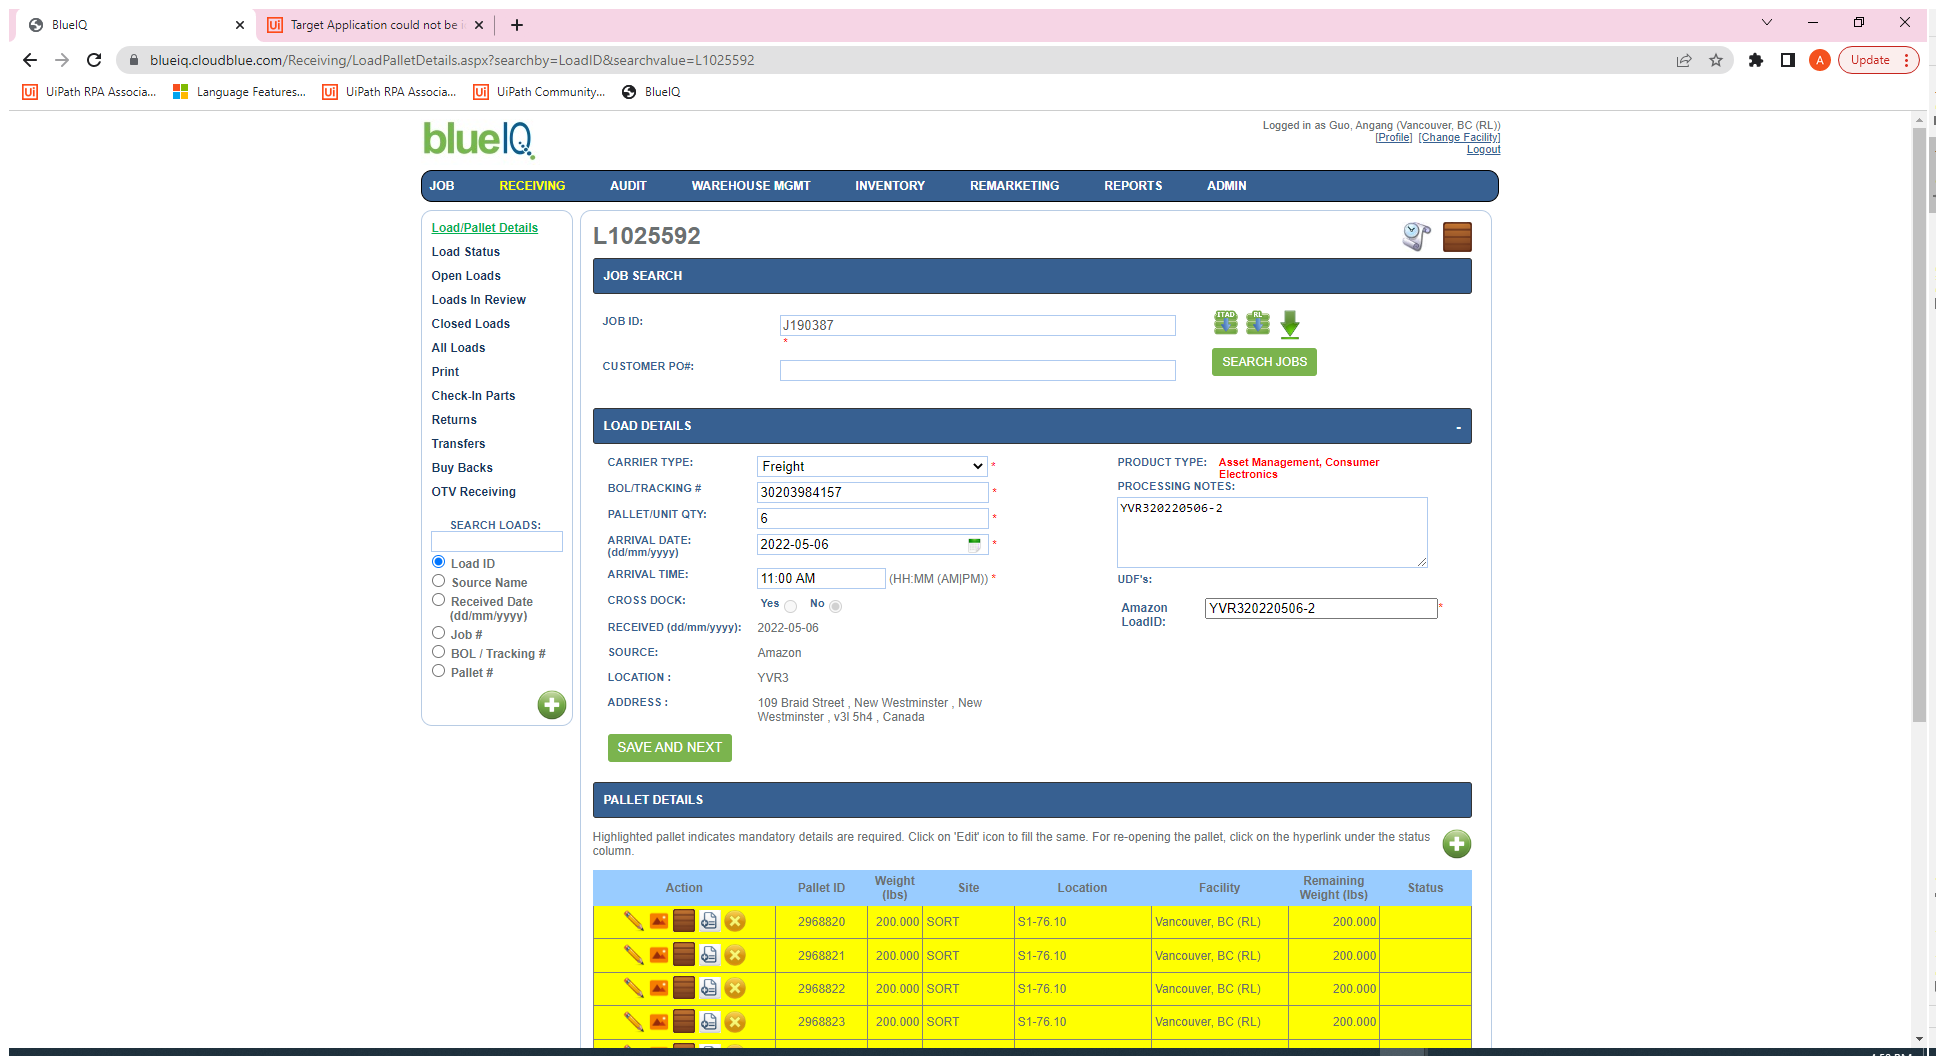 BlueIQ
Target Application could not be
blueiq.cloudblue.com/Receiving/LoadPalletDetails.aspx?searchby=LoadID&searchvalue=L1025592
A
Update
UiPath RPA Associa...
Language Features...
UiPath RPA Associa...
UiPath Community...
BlueIQ
blueIQ
Logged in as Guo, Angang (Vancouver, BC (RL))
[Profile] [Change Facility]
Logout
JOB RECEIVING AUDIT WAREHOUSE MGMT INVENTORY REMARKETING REPORTS ADMIN
Load/Pallet Details
Load Status
Open Loads
Loads In Review
Closed Loads
All Loads
Print
Check-In Parts
Returns
Transfers
Buy Backs
OTV Receiving
SEARCH LOADS:
Load ID
Source Name
Received Date
(dd/mm/yyyy)
Job #
BOL / Tracking #
Pallet #
L1025592
JOB SEARCH
JOB ID: J190387
*
ITAD RL
CUSTOMER PO#:
SEARCH JOBS
LOAD DETAILS -
CARRIER TYPE: Freight *
BOL/TRACKING # 30203984157 *
PALLET/UNIT QTY: 6 *
ARRIVAL DATE: 2022-05-06 *
(dd/mm/yyyy)
ARRIVAL TIME: 11:00 AM (HH:MM (AM|PM)) *
CROSS DOCK: Yes No
RECEIVED (dd/mm/yyyy): 2022-05-06
SOURCE: Amazon
LOCATION : YVR3
ADDRESS : 109 Braid Street , New Westminster , New
Westminster , v3l 5h4 , Canada
SAVE AND NEXT
PRODUCT TYPE: Asset Management, Consumer
Electronics
PROCESSING NOTES:
YVR320220506-2
UDF's:
Amazon
LoadID: YVR320220506-2 *
PALLET DETAILS
Highlighted pallet indicates mandatory details are required. Click on 'Edit' icon to fill the same. For re-opening the pallet, click on the hyperlink under the status
column.
Action Pallet ID Weight (lbs) Site Location Facility Remaining Weight (lbs) Status
2968820 200.000 SORT S1-76.10 Vancouver, BC (RL) 200.000
2968821 200.000 SORT S1-76.10 Vancouver, BC (RL) 200.000
2968822 200.000 SORT S1-76.10 Vancouver, BC (RL) 200.000
2968823 200.000 SORT S1-76.10 Vancouver, BC (RL) 200.000